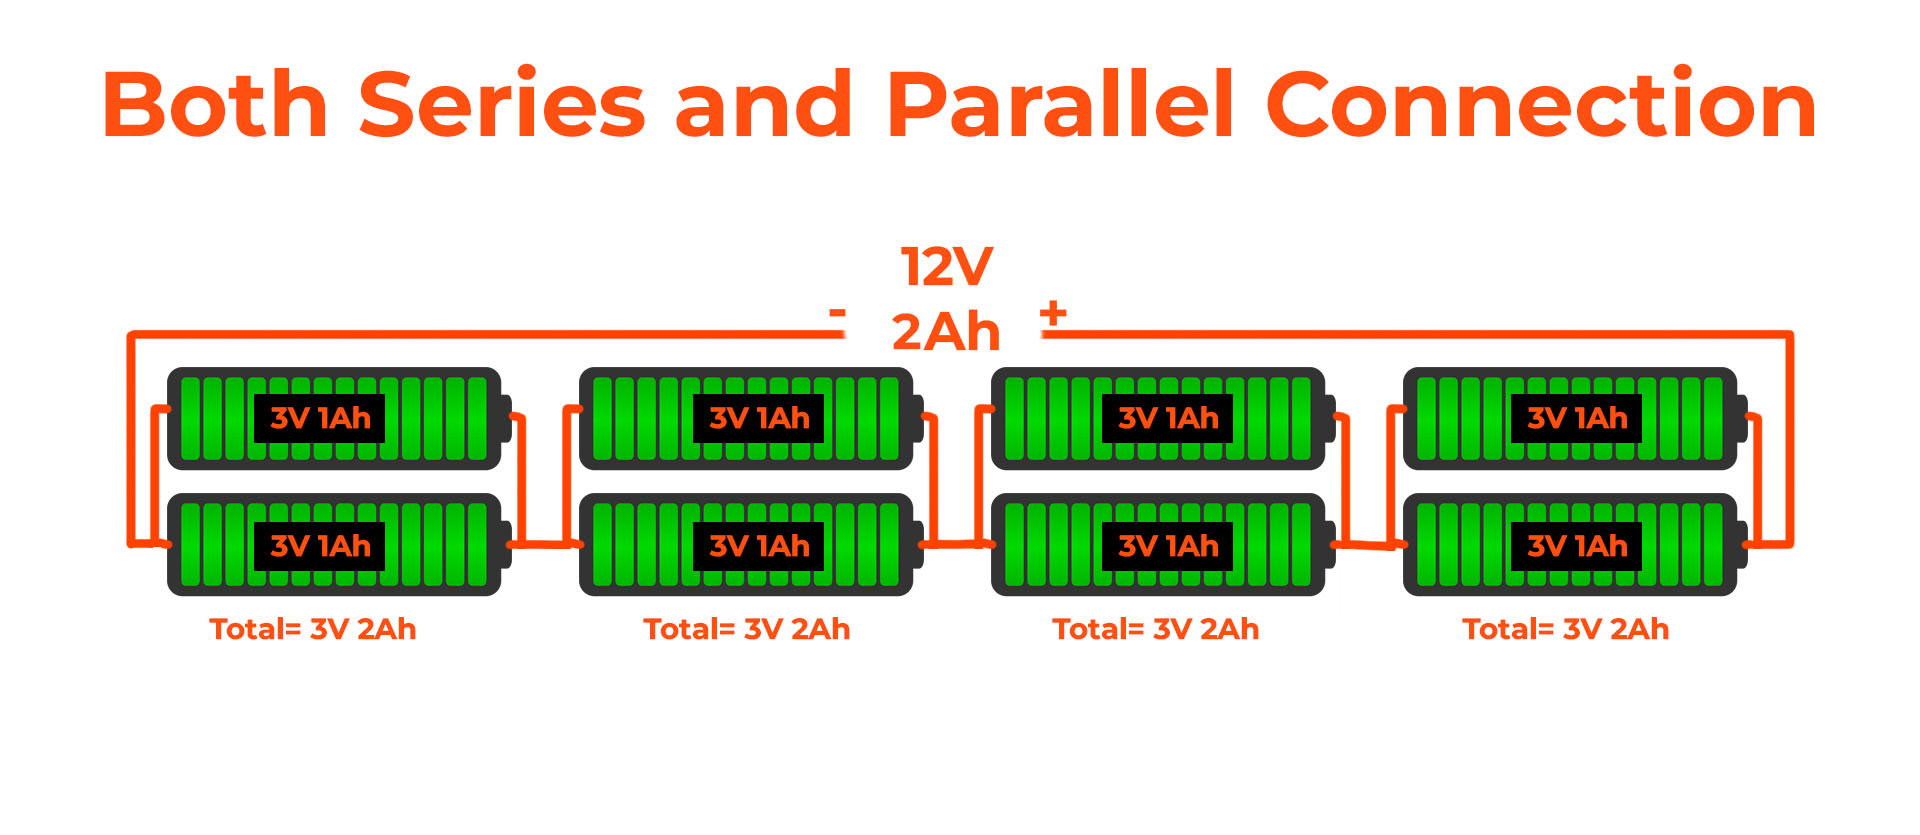 Both Series and Parallel Connection
12V
- 2Ah +
3V 1Ah 3V 1Ah 3V 1Ah 3V 1Ah
3V 1Ah 3V 1Ah 3V 1Ah 3V 1Ah
Total= 3V 2Ah Total= 3V 2Ah Total= 3V 2Ah Total= 3V 2Ah